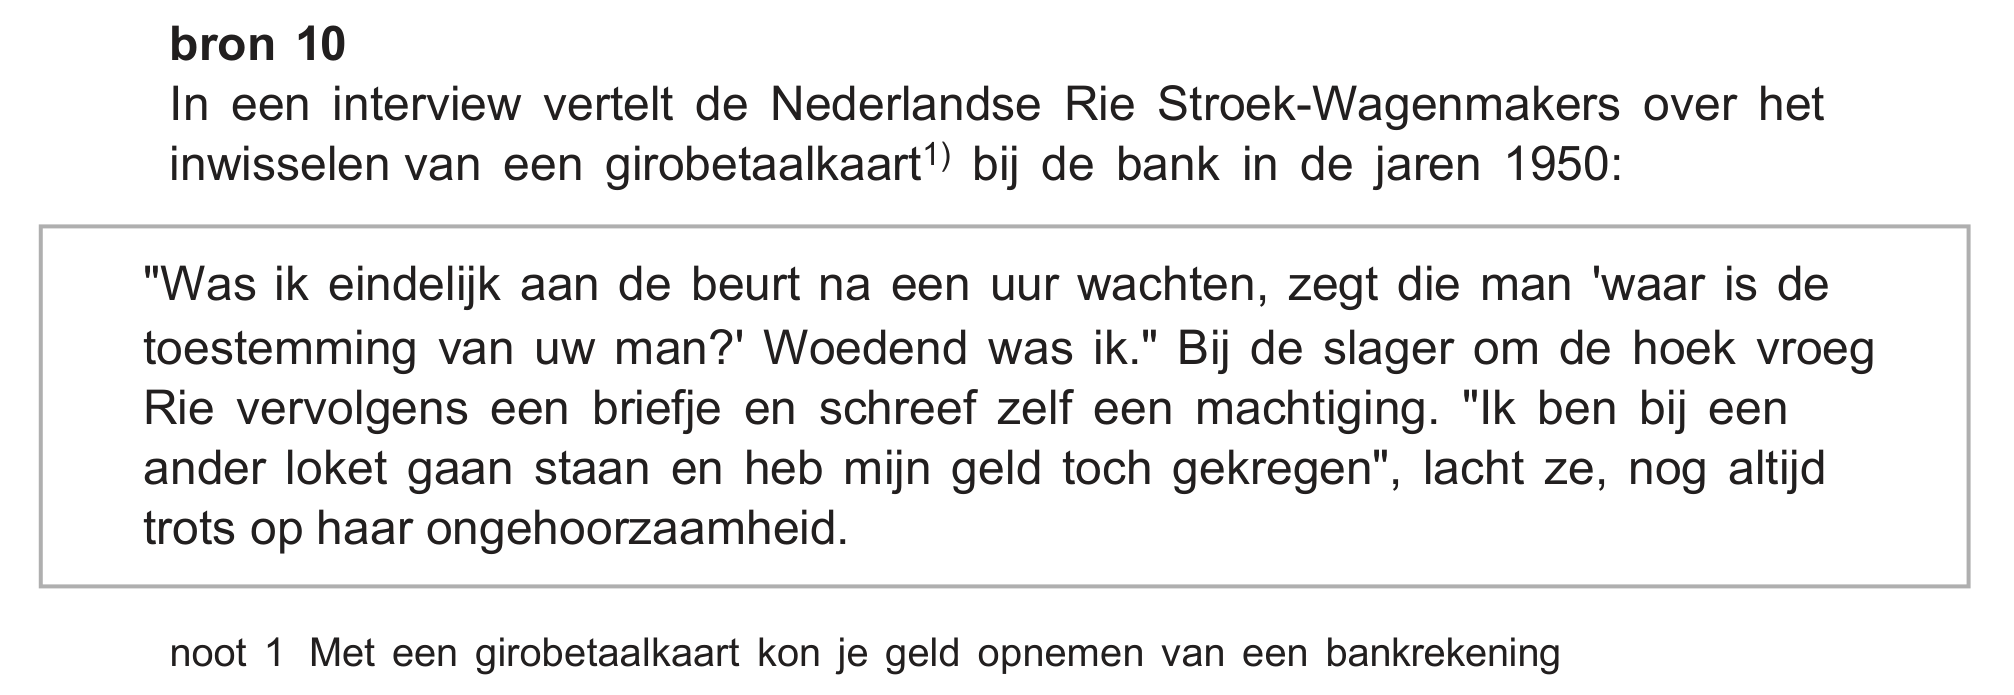 bron 10
In een interview vertelt de Nederlandse Rie Stroek-Wagenmakers over het
inwisselen van een girobetaalkaart1) bij de bank in de jaren 1950:
"Was ik eindelijk aan de beurt na een uur wachten, zegt die man 'waar is de
toestemming van uw man?' Woedend was ik." Bij de slager om de hoek vroeg
Rie vervolgens een briefje en schreef zelf een machtiging. "Ik ben bij een
ander loket gaan staan en heb mijn geld toch gekregen", lacht ze, nog altijd
trots op haar ongehoorzaamheid.
noot 1 Met een girobetaalkaart kon je geld opnemen van een bankrekening